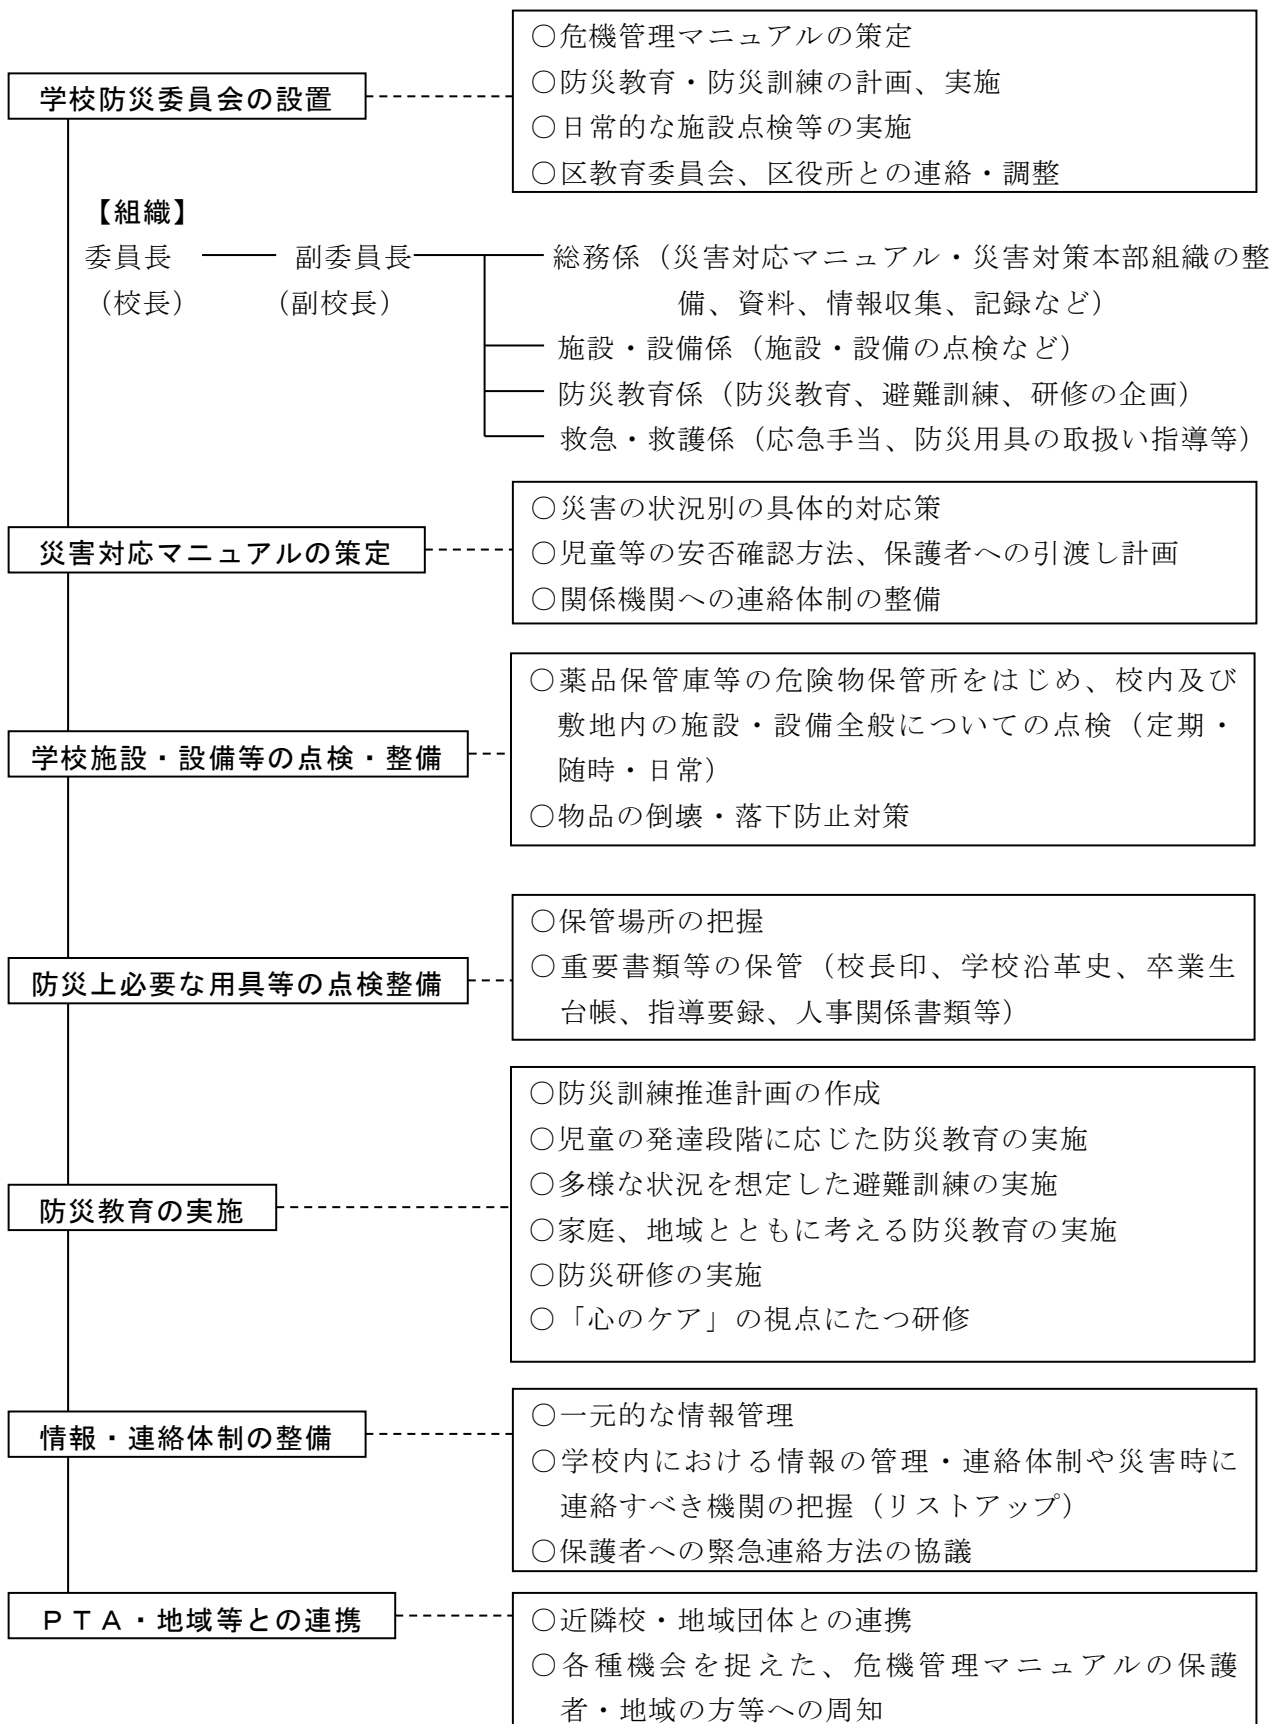 ○危機管理マニュアルの策定
学校防災委員会の設置
○防災教育・防災訓練の計画、実施
○日常的な施設点検等の実施
○区教育委員会、区役所との連絡・調整
【組織】
委員長 副委員長 総務係（災害対応マニュアル・災害対策本部組織の整
（校長） （副校長） 備、資料、情報収集、記録など）
施設・設備係（施設・設備の点検など）
防災教育係（防災教育、避難訓練、研修の企画）
救急・救護係（応急手当、防災用具の取扱い指導等）
災害対応マニュアルの策定
○災害の状況別の具体的対応策
○児童等の安否確認方法、保護者への引渡し計画
○関係機関への連絡体制の整備
学校施設・設備等の点検・整備
○薬品保管庫等の危険物保管所をはじめ、校内及び
敷地内の施設・設備全般についての点検（定期・
随時・日常）
○物品の倒壊・落下防止対策
防災上必要な用具等の点検整備
○保管場所の把握
○重要書類等の保管（校長印、学校沿革史、卒業生
台帳、指導要録、人事関係書類等）
防災教育の実施
○防災訓練推進計画の作成
○児童の発達段階に応じた防災教育の実施
○多様な状況を想定した避難訓練の実施
○家庭、地域とともに考える防災教育の実施
○防災研修の実施
○「心のケア」の視点にたつ研修
情報・連絡体制の整備
○一元的な情報管理
○学校内における情報の管理・連絡体制や災害時に
連絡すべき機関の把握（リストアップ）
○保護者への緊急連絡方法の協議
ＰＴＡ・地域等との連携
○近隣校・地域団体との連携
○各種機会を捉えた、危機管理マニュアルの保護
者・地域の方等への周知